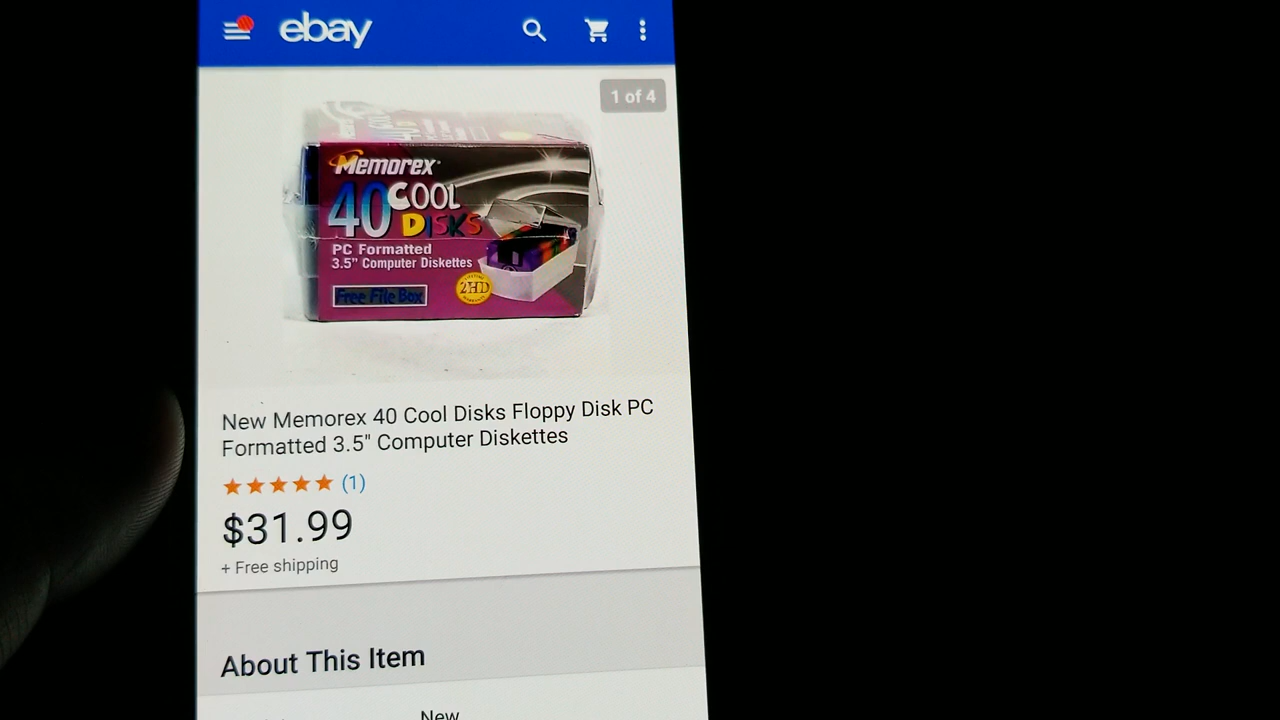 ebay
1 of 4
Memorex
40 COOL
DISKS
PC Formatted
3.5" Computer Diskettes
Free File Box
2HD
New Memorex 40 Cool Disks Floppy Disk PC
Formatted 3.5" Computer Diskettes
(1)
$31.99
+ Free shipping
About This Item
New